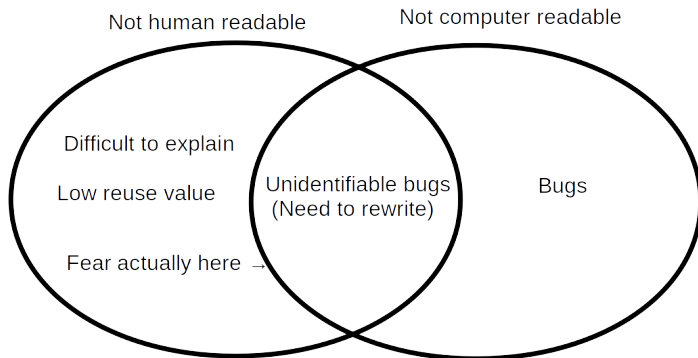 Not human readable
Not computer readable
Difficult to explain
Low reuse value
Fear actually here →
Unidentifiable bugs
(Need to rewrite)
Bugs